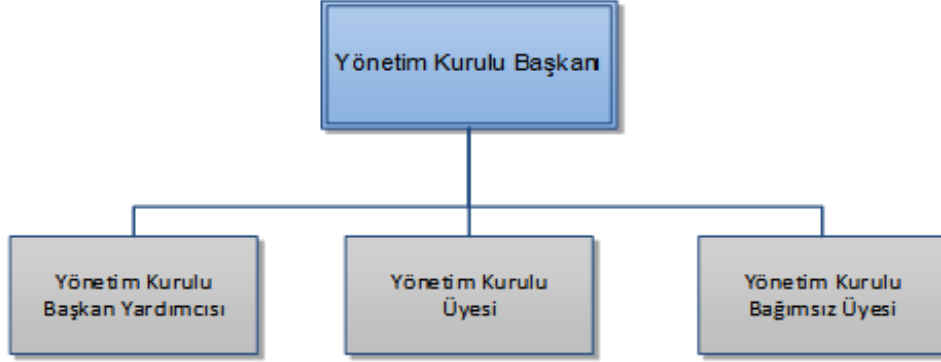 Yönetim Kurulu Başkanı
Yönetim Kurulu
Başkan Yardımcısı
Yönetim Kurulu
Üyesi
Yönetim Kurulu
Bağımsız Üyesi